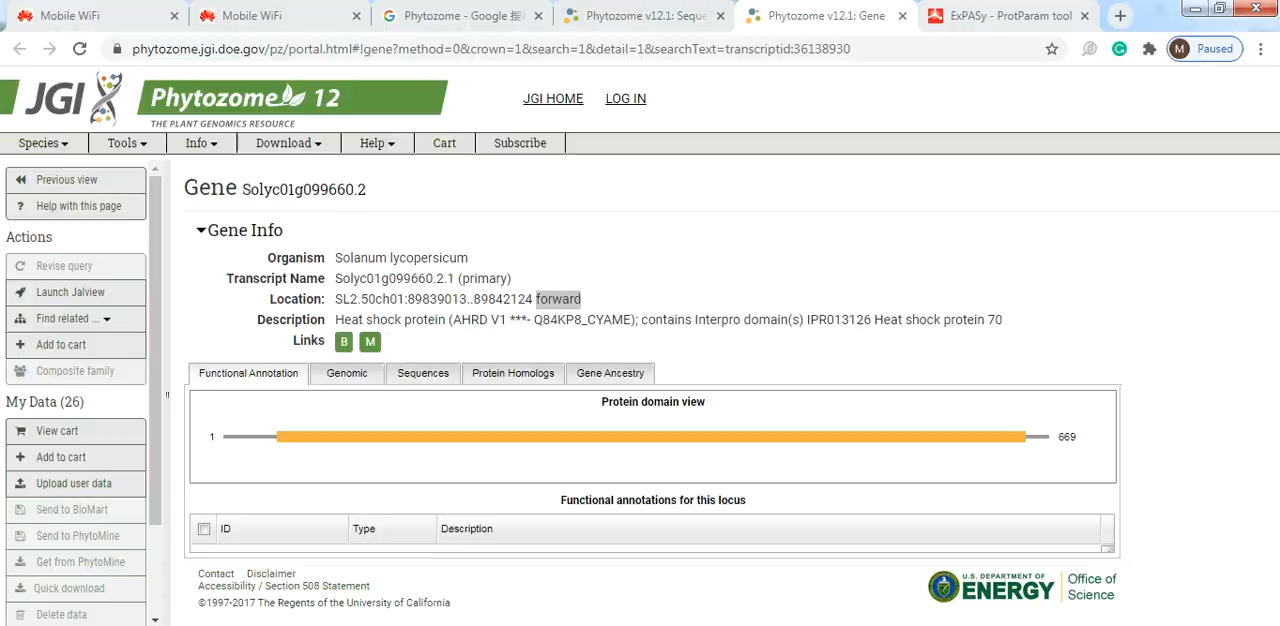 Mobile WiFi
Mobile WiFi
Phytozome - Google 搜
Phytozome v12.1: Seque
Phytozome v12.1: Gene
ExPASy - ProtParam tool
phytozome.jgi.doe.gov/pz/portal.html#!gene?method=0&crown=1&search=1&detail=1&searchText=transcriptid:36138930
M Paused
JGI Phytozome 12
THE PLANT GENOMICS RESOURCE
JGI HOME LOG IN
Species Tools Info Download Help Cart Subscribe
Previous view
? Help with this page
Actions
Revise query
Launch Jalview
Find related ...
Add to cart
Composite family
My Data (26)
View cart
Add to cart
Upload user data
Send to BioMart
Send to PhytoMine
Get from PhytoMine
Quick download
Delete data
Gene Solyc01g099660.2
Gene Info
Organism Solanum lycopersicum
Transcript Name Solyc01g099660.2.1 (primary)
Location: SL2.50ch01:89839013..89842124 forward
Description Heat shock protein (AHRD V1 ***- Q84KP8_CYAME); contains Interpro domain(s) IPR013126 Heat shock protein 70
Links B M
Functional Annotation Genomic Sequences Protein Homologs Gene Ancestry
Protein domain view
1 669
Functional annotations for this locus
ID Type Description
Contact Disclaimer
Accessibility / Section 508 Statement
©1997-2017 The Regents of the University of California
U.S. DEPARTMENT OF
ENERGY
Office of
Science